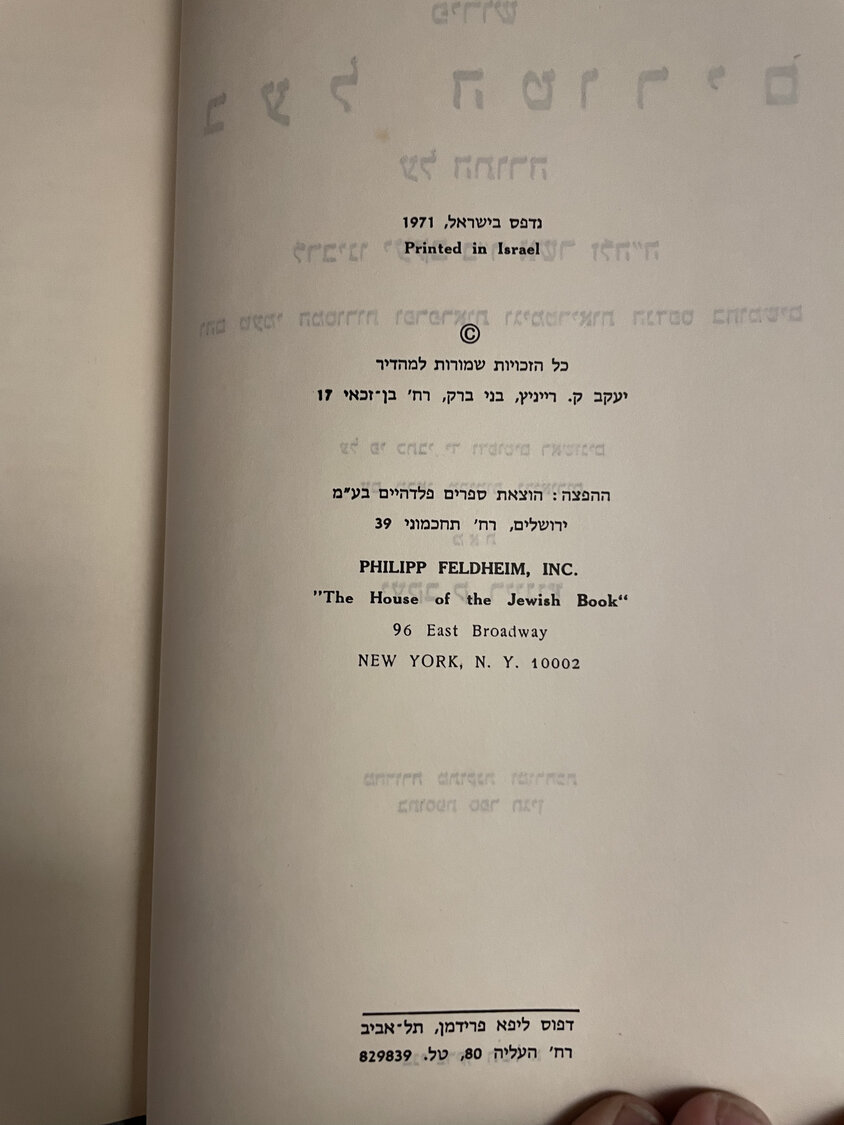 נדפס בישראל, 1971
Printed in Israel
©
כל הזכויות שמורות למהדיר
יעקב ק. רייניץ, בני ברק, רח' בן־זכאי 17
ההפצה: הוצאת ספרים פלדהיים בע"מ
ירושלים, רח' תחכמוני 39
PHILIPP FELDHEIM, INC.
"The House of the Jewish Book“
96 East Broadway
NEW YORK, N. Y. 10002
דפוס ליפא פרידמן, תל־אביב
רח' העליה 80, טל. 829839